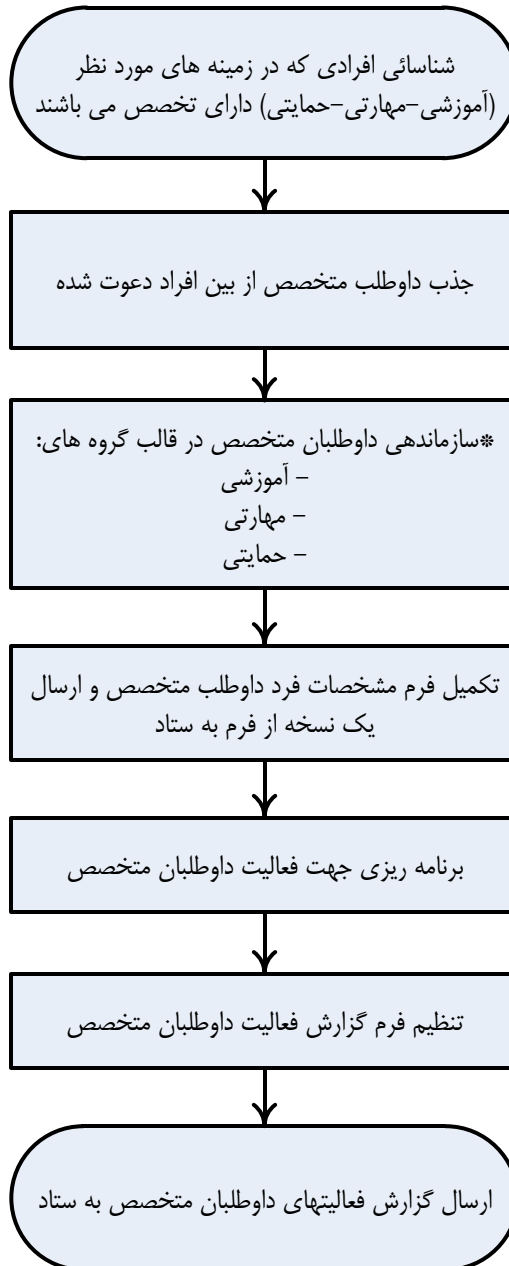 شناسائی افرادی که در زمینه های مورد نظر
(آموزشی-مهارتی-حمایتی) دارای تخصص می باشند
جذب داوطلب متخصص از بین افراد دعوت شده
*سازماندهی داوطلبان متخصص در قالب گروه های:
- آموزشی
- مهارتی
- حمایتی
تکمیل فرم مشخصات فرد داوطلب متخصص و ارسال
یک نسخه از فرم به ستاد
برنامه ریزی جهت فعالیت داوطلبان متخصص
تنظیم فرم گزارش فعالیت داوطلبان متخصص
ارسال گزارش فعالیتهای داوطلبان متخصص به ستاد